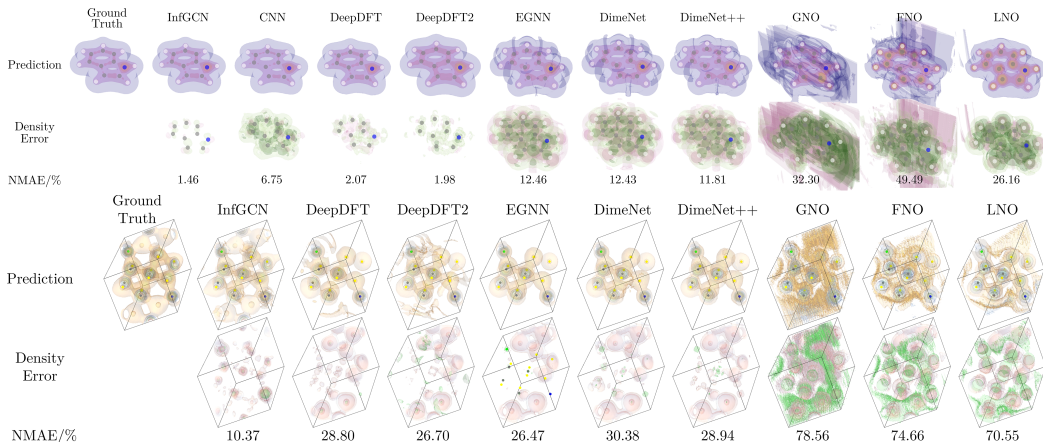 Ground Truth InfGCN CNN DeepDFT DeepDFT2 EGNN DimeNet DimeNet++ GNO FNO LNO
Prediction
Density Error
NMAE/% 1.46 6.75 2.07 1.98 12.46 12.43 11.81 32.30 49.49 26.16
Ground Truth InfGCN DeepDFT DeepDFT2 EGNN DimeNet DimeNet++ GNO FNO LNO
Prediction
Density Error
NMAE/% 10.37 28.80 26.70 26.47 30.38 28.94 78.56 74.66 70.55